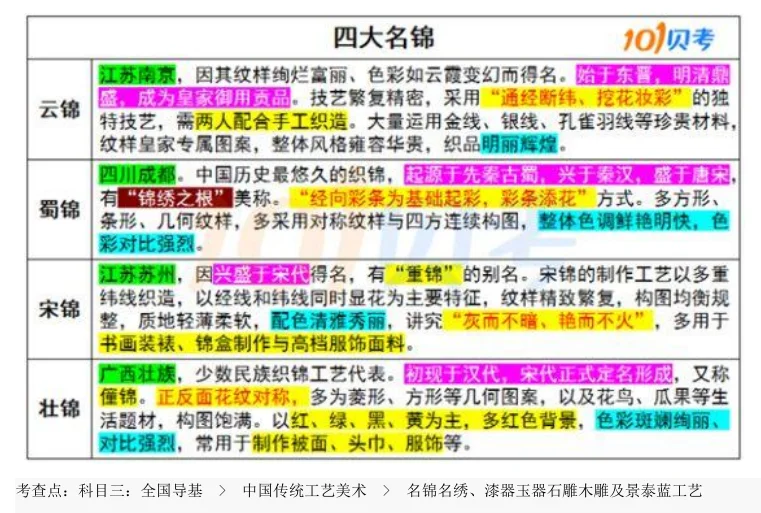 四大名锦
101贝考
云锦
江苏南京，因其纹样绚烂富丽、色彩如云霞变幻而得名。始于东晋，明清鼎
盛，成为皇家御用贡品。技艺繁复精密，采用“通经断纬、挖花妆彩”的独
特技艺，需两人配合手工织造。大量运用金线、银线、孔雀羽线等珍贵材料，
纹样皇家专属图案，整体风格雍容华贵，织品明丽辉煌。
蜀锦
四川成都。中国历史最悠久的织锦，起源于先秦古蜀，兴于秦汉，盛于唐宋，
有“锦绣之根”美称。“经向彩条为基础起彩，彩条添花”方式。多方形、
条形、几何纹样，多采用对称纹样与四方连续构图，整体色调鲜艳明快，色
彩对比强烈。
宋锦
江苏苏州，因兴盛于宋代得名，有“重锦”的别名。宋锦的制作工艺以多重
纬线织造，以经线和纬线同时显花为主要特征，纹样精致繁复，构图均衡规
整，质地轻薄柔软，配色清雅秀丽，讲究“灰而不暗、艳而不火”，多用于
书画装裱、锦盒制作与高档服饰面料。
壮锦
广西壮族，少数民族织锦工艺代表。初现于汉代，宋代正式定名形成，又称
僮锦。正反面花纹对称，多为菱形、方形等几何图案，以及花鸟、瓜果等生
活题材，构图饱满。以红、绿、黑、黄为主，多红色背景，色彩斑斓绚丽、
对比强烈，常用于制作被面、头巾、服饰等。
101贝考
考查点：科目三：全国导基 > 中国传统工艺美术 > 名锦名绣、漆器玉器石雕木雕及景泰蓝工艺